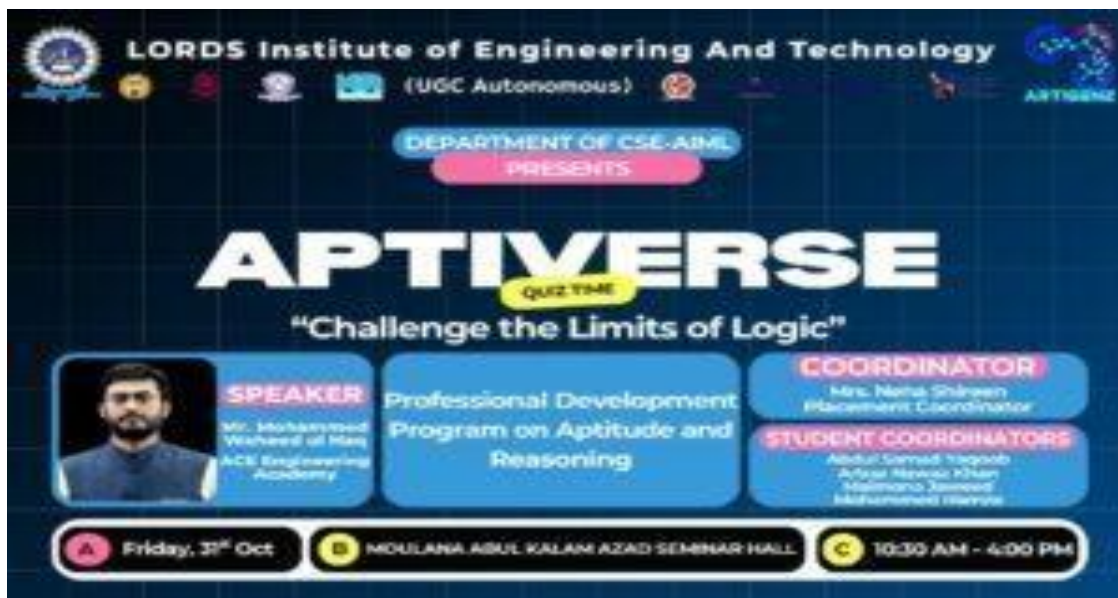 LORDS Institute of Engineering And Technology
(UGC Autonomous)
ARTIGENZ
DEPARTMENT OF CSE-AIML
PRESENTS
APTIVERSE
QUIZ TIME
“Challenge the Limits of Logic”
SPEAKER
Mr. Mohammed
Waheed ul Haq
ACE Engineering
Academy
Professional Development
Program on Aptitude and
Reasoning
COORDINATOR
Mrs. Neha Shireen
Placement Coordinator
STUDENT COORDINATORS
Abdul Samad Yaqoob
Nawaz Khan
Jaweed
Mohammed Hamza
A Friday, 31st Oct
B MOULANA ABUL KALAM AZAD SEMINAR HALL
C 10:30 AM - 4:00 PM